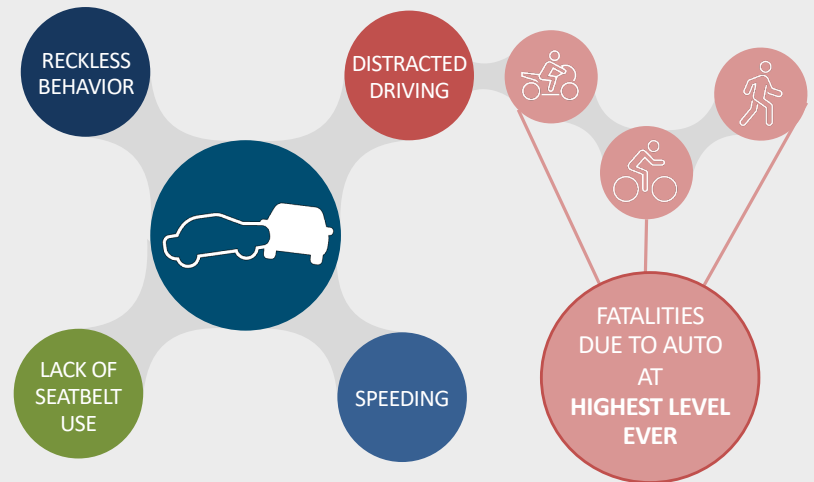 RECKLESS
BEHAVIOR
DISTRACTED
DRIVING
LACK OF
SEATBELT
USE
SPEEDING
FATALITIES
DUE TO AUTO
AT
HIGHEST LEVEL
EVER